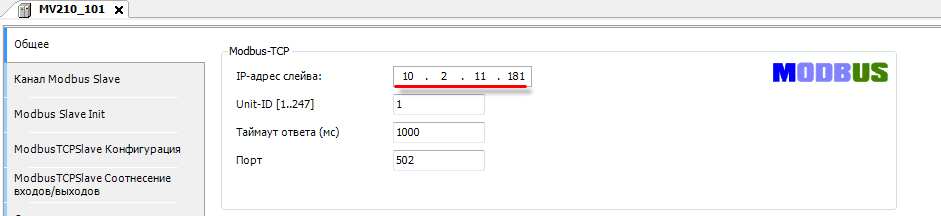 MV210_101
Общее
Канал Modbus Slave
Modbus Slave Init
ModbusTCPSlave Конфигурация
ModbusTCPSlave Соотнесение
входов/выходов
Modbus-TCP
IP-адрес слейва:
10 . 2 . 11 . 181
Unit-ID [1..247]
1
Таймаут ответа (мс)
1000
Порт
502
MODBUS